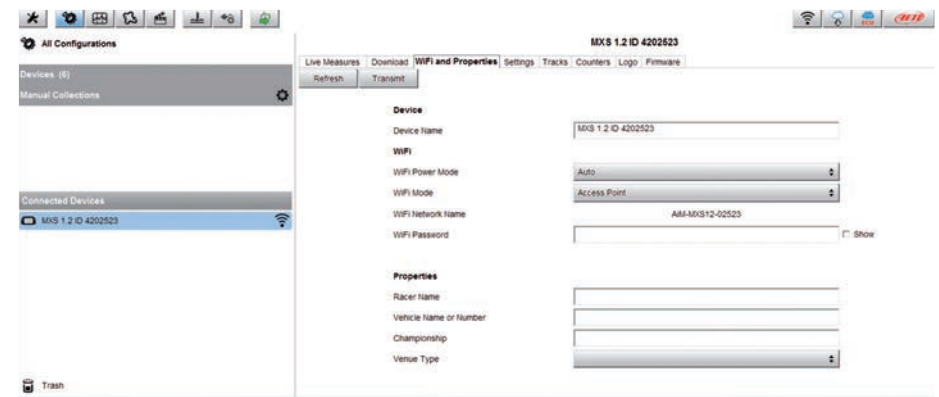 ECU
AiM
All Configurations
MXS 1.2 ID 4202523
Devices (6)
Manual Collections
Live Measures Download WiFi and Properties Settings Tracks Counters Logo Firmware
Refresh Transmit
Device
Device Name MXS 1.2 ID 4202523
WiFi
WiFi Power Mode Auto
WiFi Mode Access Point
WiFi Network Name AiM-MXS12-02523
WiFi Password Show
Connected Devices
MXS 1.2 ID 4202523
Properties
Racer Name
Vehicle Name or Number
Championship
Venue Type
Trash